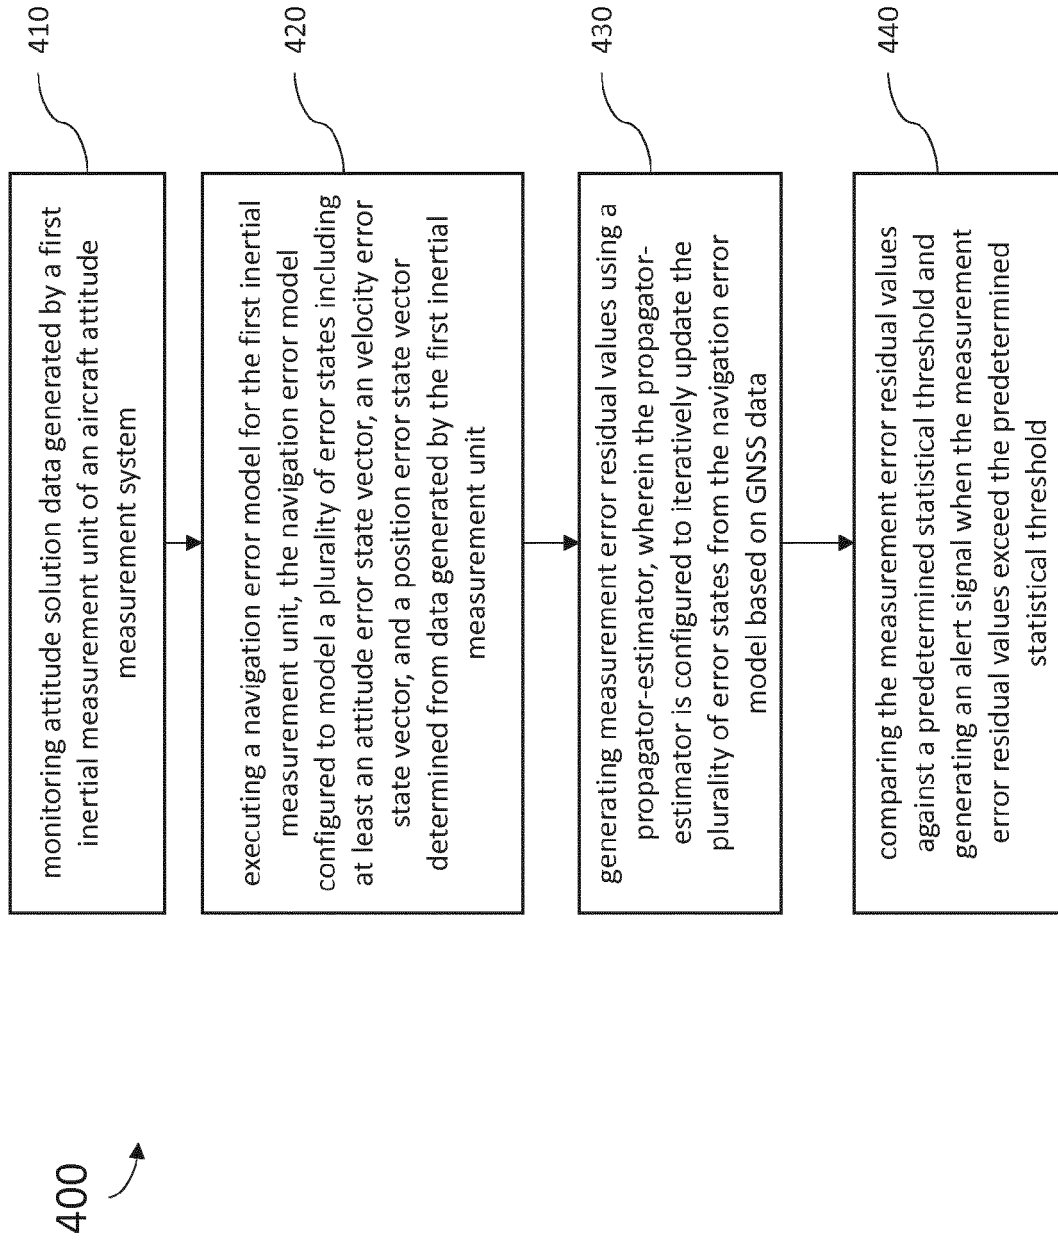 400
410
monitoring attitude solution data generated by a first
inertial measurement unit of an aircraft attitude
measurement system
420
executing a navigation error model for the first inertial
measurement unit, the navigation error model
configured to model a plurality of error states including
at least an attitude error state vector, an velocity error
state vector, and a position error state vector
determined from data generated by the first inertial
measurement unit
430
generating measurement error residual values using a
propagator-estimator, wherein the propagator-
estimator is configured to iteratively update the
plurality of error states from the navigation error
model based on GNSS data
440
comparing the measurement error residual values
against a predetermined statistical threshold and
generating an alert signal when the measurement
error residual values exceed the predetermined
statistical threshold